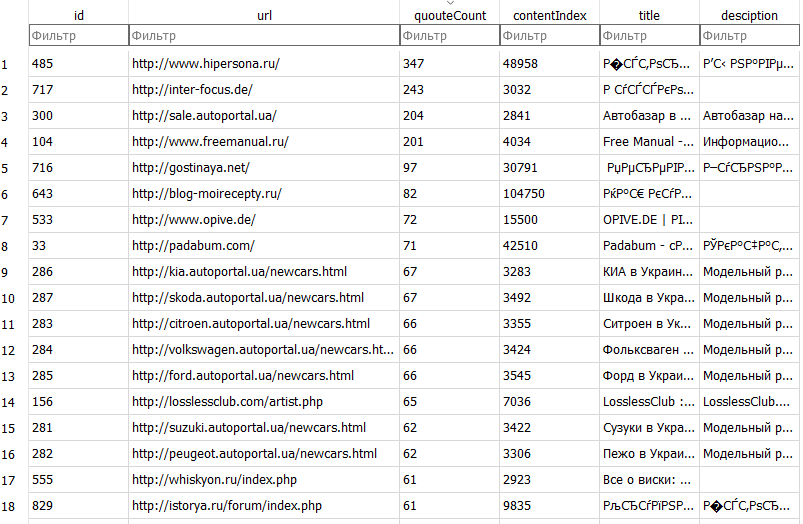 id url quouteCount contentIndex title desciption
Фильтр Фильтр Фильтр Фильтр Фильтр Фильтр
1 485 http://www.hipersona.ru/ 347 48958 Р�СЃС‚РѕСЂ... Р’С‹ РЅР°РІРµ...
2 717 http://inter-focus.de/ 243 3032 Р СѓСЃСЃРєРѕ...
3 300 http://sale.autoportal.ua/ 204 2841 Автобазар в ... Автобазар на...
4 104 http://www.freemanual.ru/ 201 4034 Free Manual -... Информацио...
5 716 http://gostinaya.net/ 97 30791 РџРµСЂРµРІРѕ... Р–СѓСЂРЅР°Р...
6 643 http://blog-moirecepty.ru/ 82 104750 РќР°С€ РєСѓР...
7 533 http://www.opive.de/ 72 15500 OPIVE.DE | РІ...
8 33 http://padabum.com/ 71 42510 Padabum - сР... РЎРєР°С‡Р°С‚...
9 286 http://kia.autoportal.ua/newcars.html 67 3283 КИА в Украин... Модельный р...
10 287 http://skoda.autoportal.ua/newcars.html 67 3492 Шкода в Укра... Модельный р...
11 283 http://citroen.autoportal.ua/newcars.html 66 3355 Ситроен в Ук... Модельный р...
12 284 http://volkswagen.autoportal.ua/newcars.ht... 66 3424 Фольксваген ... Модельный р...
13 285 http://ford.autoportal.ua/newcars.html 66 3545 Форд в Украи... Модельный р...
14 156 http://losslessclub.com/artist.php 65 7036 LosslessClub :... LosslessClub....
15 281 http://suzuki.autoportal.ua/newcars.html 62 3422 Сузуки в Укра... Модельный р...
16 282 http://peugeot.autoportal.ua/newcars.html 62 3306 Пежо в Украи... Модельный р...
17 555 http://whiskyon.ru/index.php 61 2923 Все о виски: ...
18 829 http://istorya.ru/forum/index.php 61 9835 РљСЂСѓРїРЅР... Р�СЃС‚РѕСЂ...